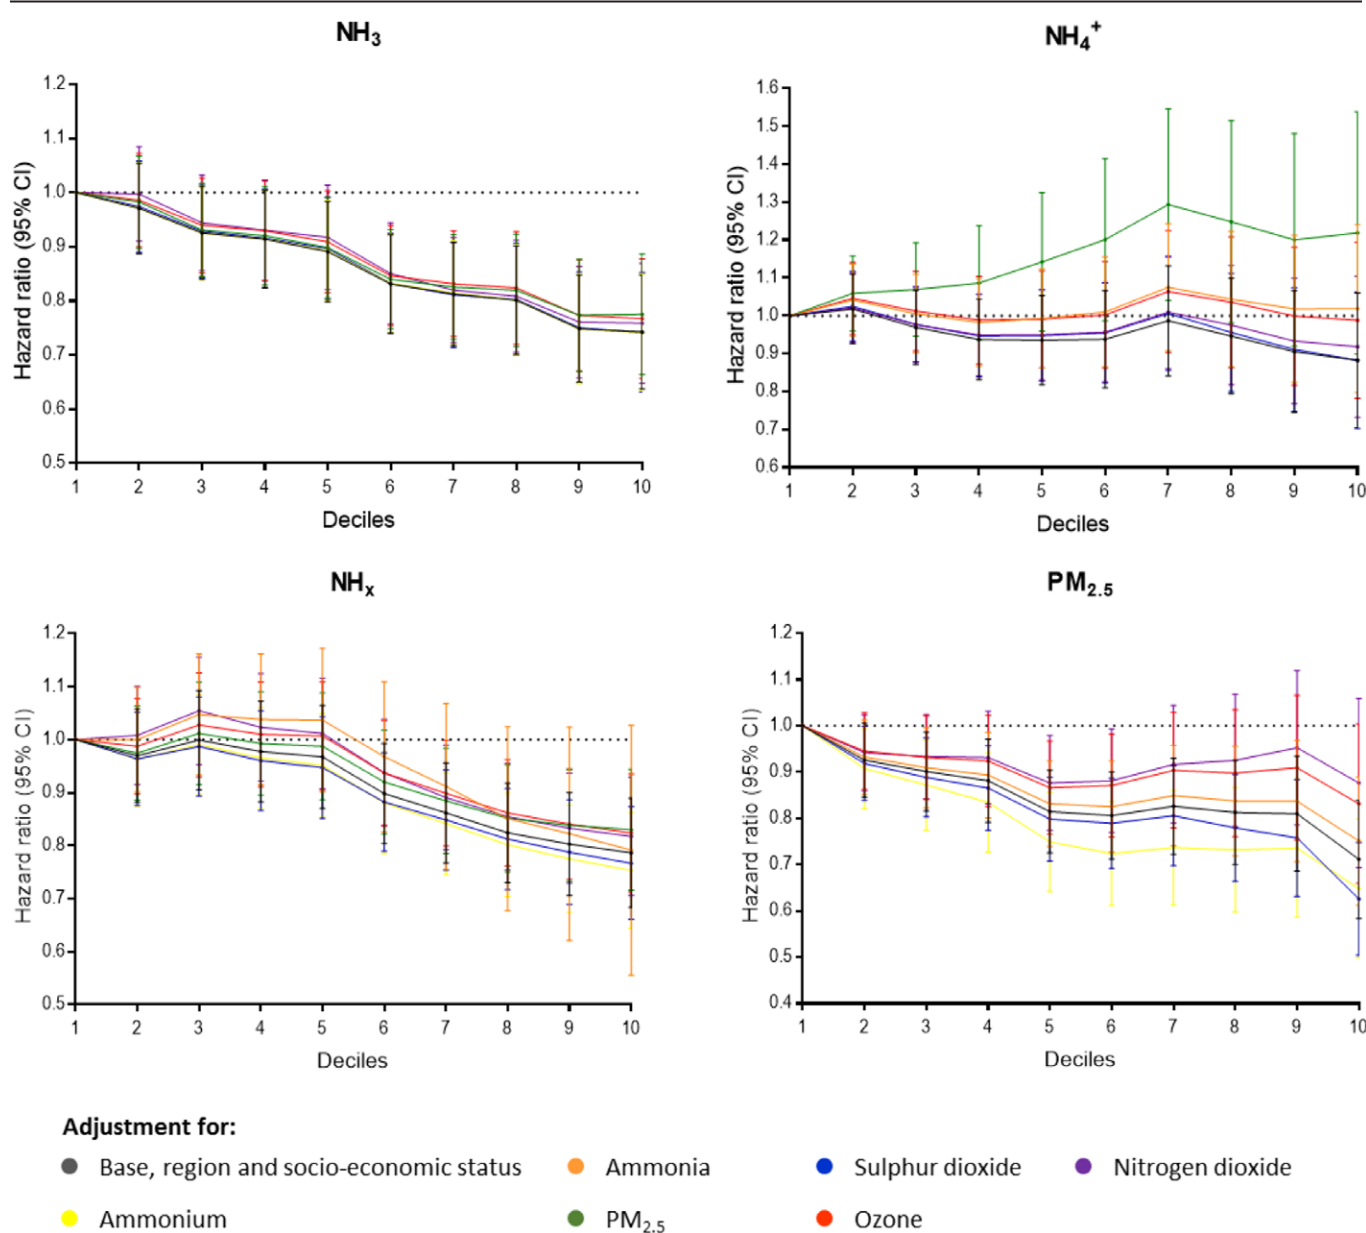 NH3
Hazard ratio (95% CI)
1.2
1.1
1.0
0.9
0.8
0.7
0.6
0.5
1 2 3 4 5 6 7 8 9 10
Deciles
NH4+
Hazard ratio (95% CI)
1.6
1.5
1.4
1.3
1.2
1.1
1.0
0.9
0.8
0.7
0.6
1 2 3 4 5 6 7 8 9 10
Deciles
NHx
Hazard ratio (95% CI)
1.2
1.1
1.0
0.9
0.8
0.7
0.6
0.5
1 2 3 4 5 6 7 8 9 10
Deciles
PM2.5
Hazard ratio (95% CI)
1.2
1.1
1.0
0.9
0.8
0.7
0.6
0.5
0.4
1 2 3 4 5 6 7 8 9 10
Deciles
Adjustment for:
Base, region and socio-economic status
Ammonia
Sulphur dioxide
Nitrogen dioxide
Ammonium
PM2.5
Ozone